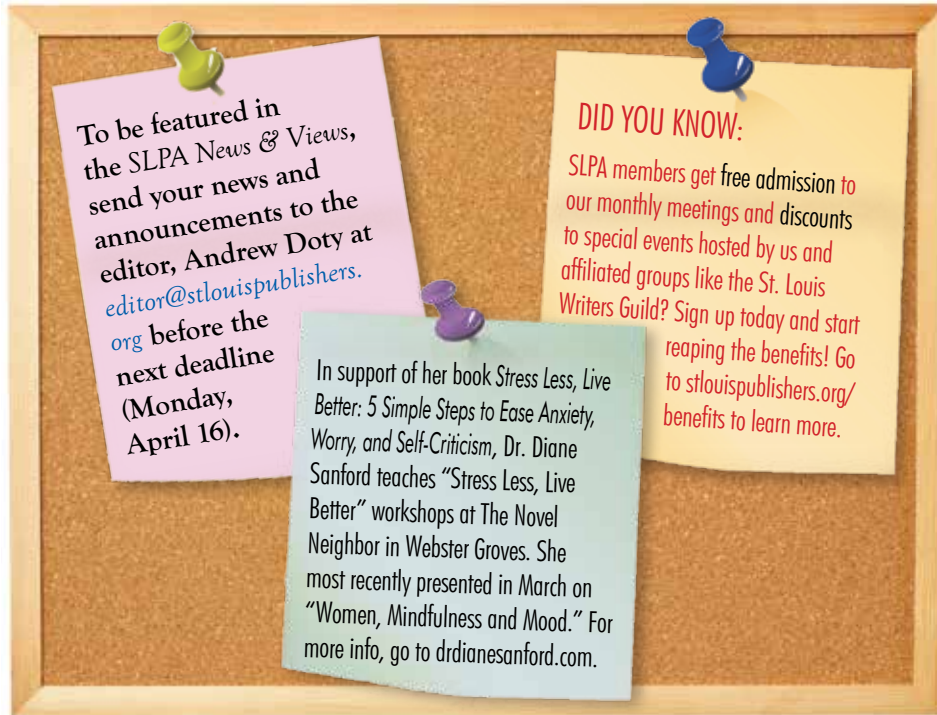 To be featured in
the SLPA News & Views,
send your news and
announcements to the
editor, Andrew Doty at
editor@stlouispublishers.
org before the
next deadline
(Monday,
April 16).
DID YOU KNOW:
SLPA members get free admission to
our monthly meetings and discounts
to special events hosted by us and
affiliated groups like the St. Louis
Writers Guild? Sign up today and start
reaping the benefits! Go
to stlouispublishers.org/
benefits to learn more.
In support of her book Stress Less, Live
Better: 5 Simple Steps to Ease Anxiety,
Worry, and Self-Criticism, Dr. Diane
Sanford teaches “Stress Less, Live
Better” workshops at The Novel
Neighbor in Webster Groves. She
most recently presented in March on
“Women, Mindfulness and Mood.” For
more info, go to drdianesanford.com.